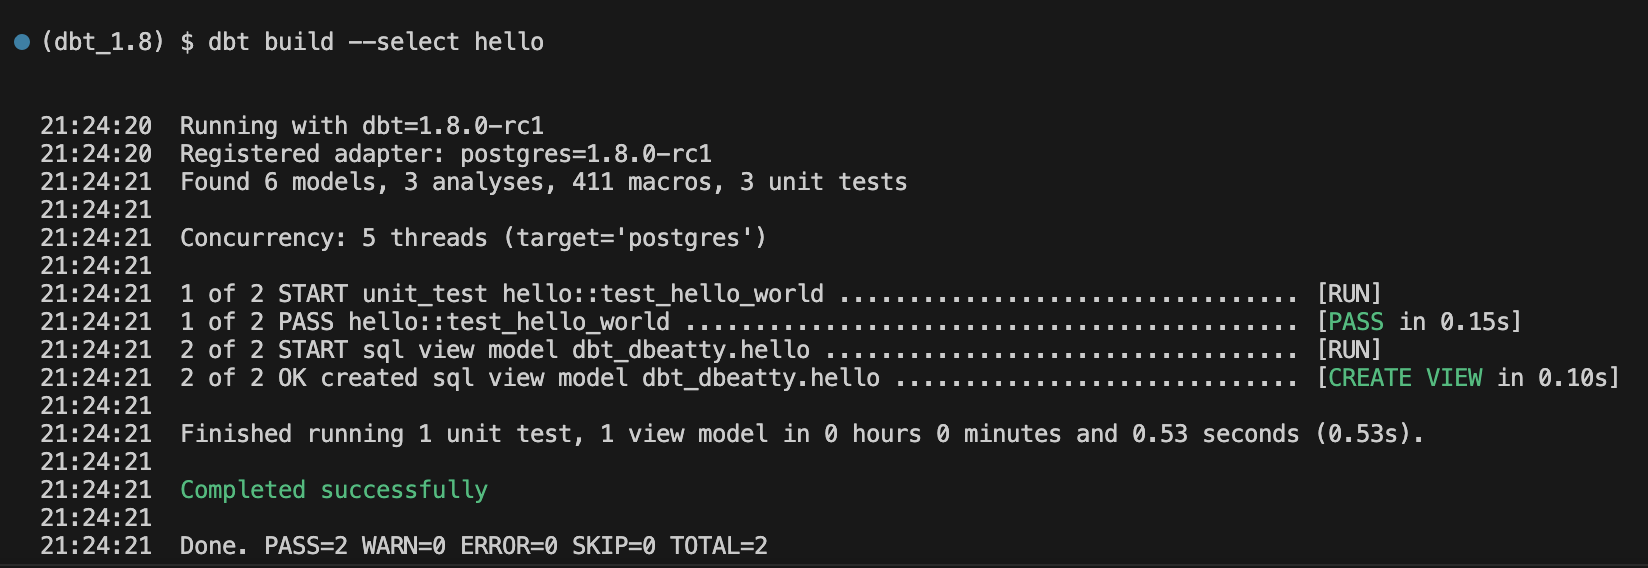 (dbt_1.8) $ dbt build --select hello
21:24:20  Running with dbt=1.8.0-rc1
21:24:20  Registered adapter: postgres=1.8.0-rc1
21:24:21  Found 6 models, 3 analyses, 411 macros, 3 unit tests
21:24:21
21:24:21  Concurrency: 5 threads (target='postgres')
21:24:21
21:24:21  1 of 2 START unit_test hello::test_hello_world ................................. [RUN]
21:24:21  1 of 2 PASS hello::test_hello_world ............................................ [PASS in 0.15s]
21:24:21  2 of 2 START sql view model dbt_dbeatty.hello .................................. [RUN]
21:24:21  2 of 2 OK created sql view model dbt_dbeatty.hello ............................. [CREATE VIEW in 0.10s]
21:24:21
21:24:21  Finished running 1 unit test, 1 view model in 0 hours 0 minutes and 0.53 seconds (0.53s).
21:24:21
21:24:21  Completed successfully
21:24:21
21:24:21  Done. PASS=2 WARN=0 ERROR=0 SKIP=0 TOTAL=2